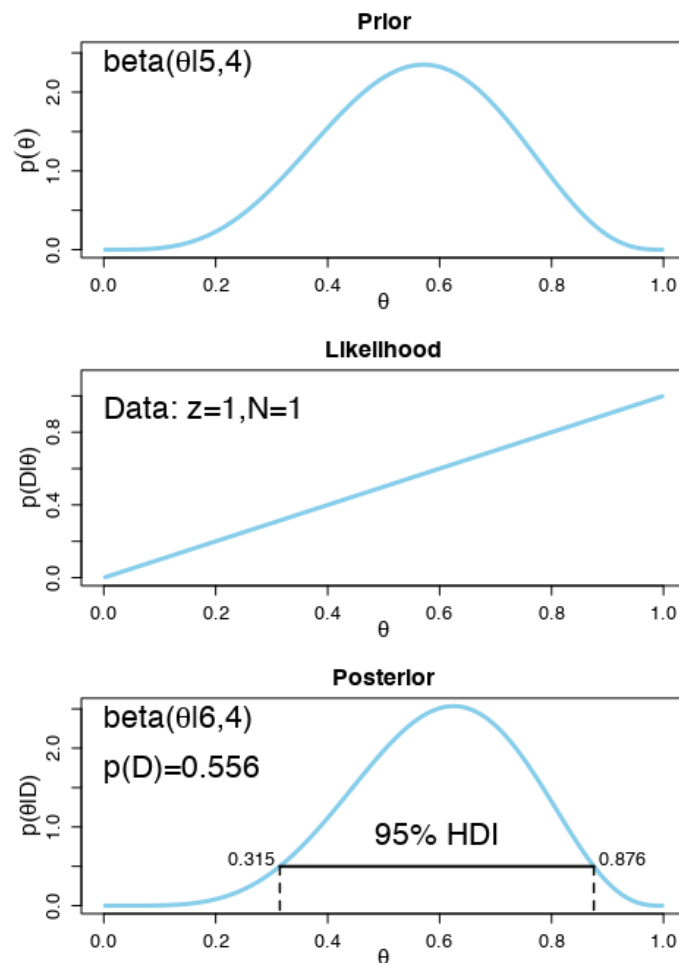 Prior
beta(θ|5,4)
p(θ)
0.0 1.0 2.0
0.0 0.2 0.4 0.6 0.8 1.0
θ
Likelihood
Data: z=1,N=1
p(D|θ)
0.0 0.4 0.8
0.0 0.2 0.4 0.6 0.8 1.0
θ
Posterior
beta(θ|6,4)
p(D)=0.556
95% HDI
0.315 0.876
p(θ|D)
0.0 1.0 2.0
0.0 0.2 0.4 0.6 0.8 1.0
θ